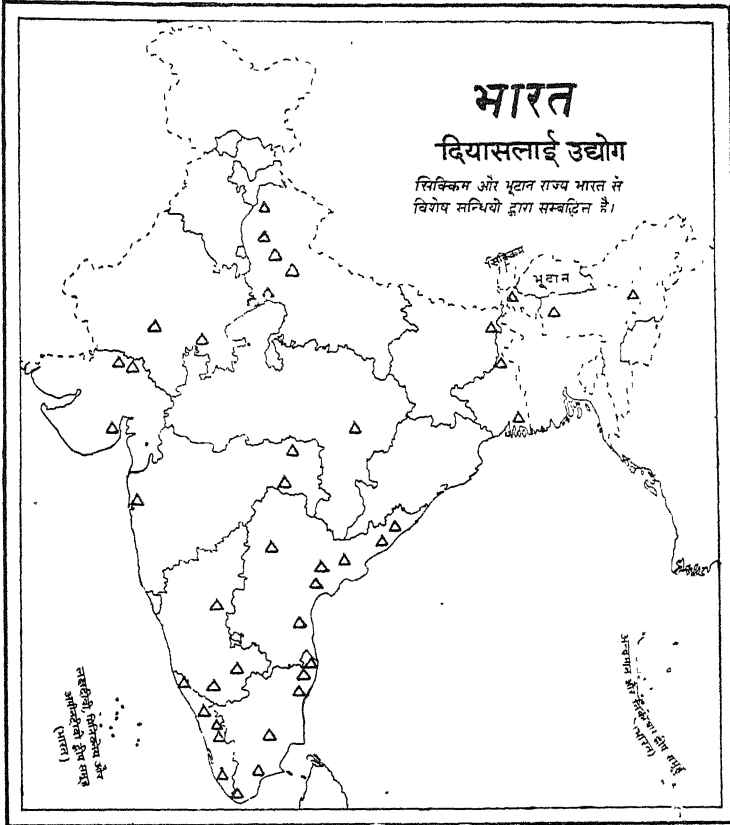 भारत
दियासलाई उद्योग
सिक्किम और भूटान राज्य भारत से
विशेष सन्धियो द्वारा सम्बद्धित है।
सिक्किम
भूटान
अन्दमान और निकोबार द्वीप समूह
(भारत)
लक्षदीवी, मिनिकोय और
अमीनदीवी द्वीप समूह
(भारत)